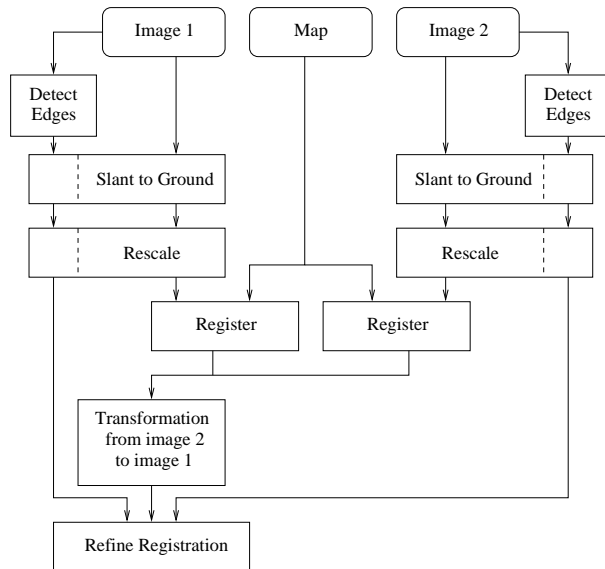 Image 1
Map
Image 2
Detect
Edges
Detect
Edges
Slant to Ground
Slant to Ground
Rescale
Rescale
Register
Register
Transformation
from image 2
to image 1
Refine Registration